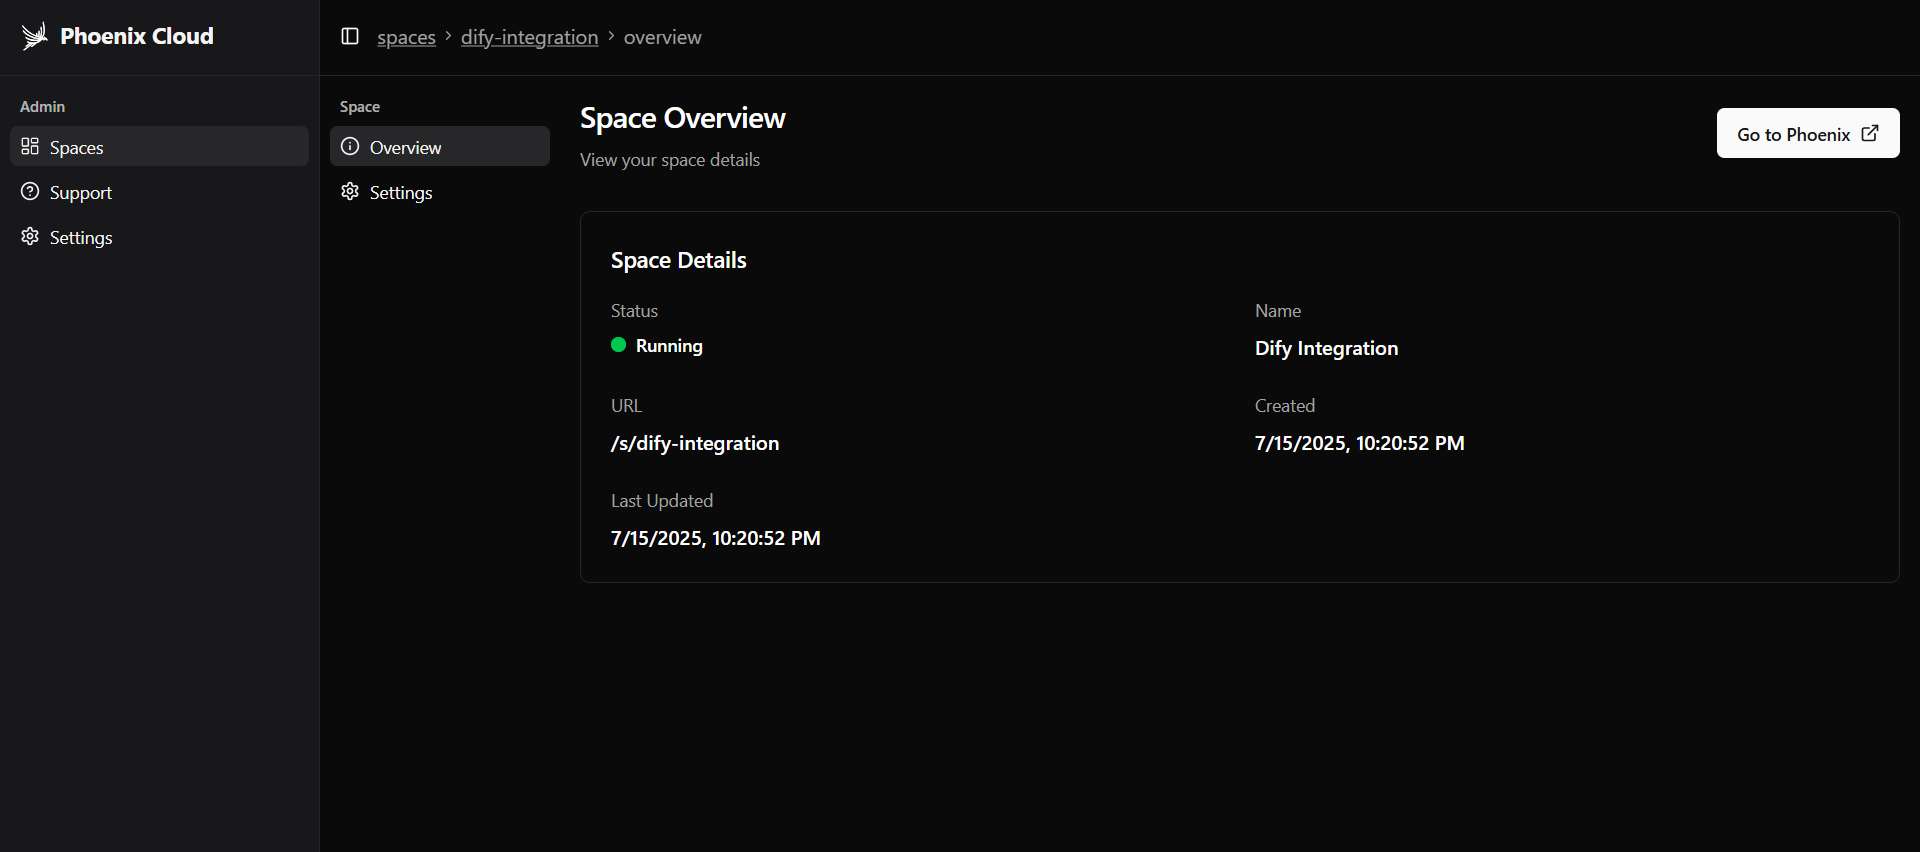 Phoenix Cloud
spaces > dify-integration > overview
Admin
Spaces
Support
Settings
Space
Overview
Settings
Space Overview
View your space details
Go to Phoenix
Space Details
Status
Running
Name
Dify Integration
URL
/s/dify-integration
Created
7/15/2025, 10:20:52 PM
Last Updated
7/15/2025, 10:20:52 PM